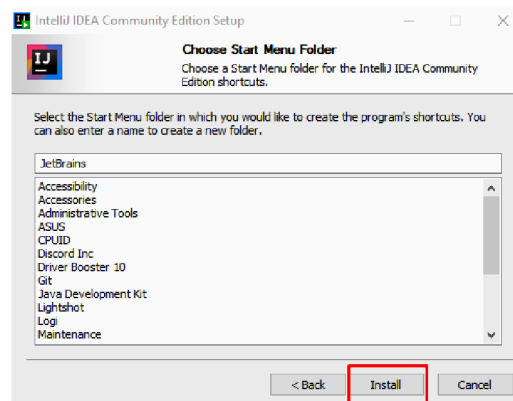 IntelliJ IDEA Community Edition Setup
IJ
Choose Start Menu Folder
Choose a Start Menu folder for the IntelliJ IDEA Community
Edition shortcuts.
Select the Start Menu folder in which you would like to create the program's shortcuts. You
can also enter a name to create a new folder.
JetBrains
Accessibility
Accessories
Administrative Tools
ASUS
CPUID
Discord Inc
Driver Booster 10
Git
Java Development Kit
Lightshot
Logi
Maintenance
< Back
Install
Cancel